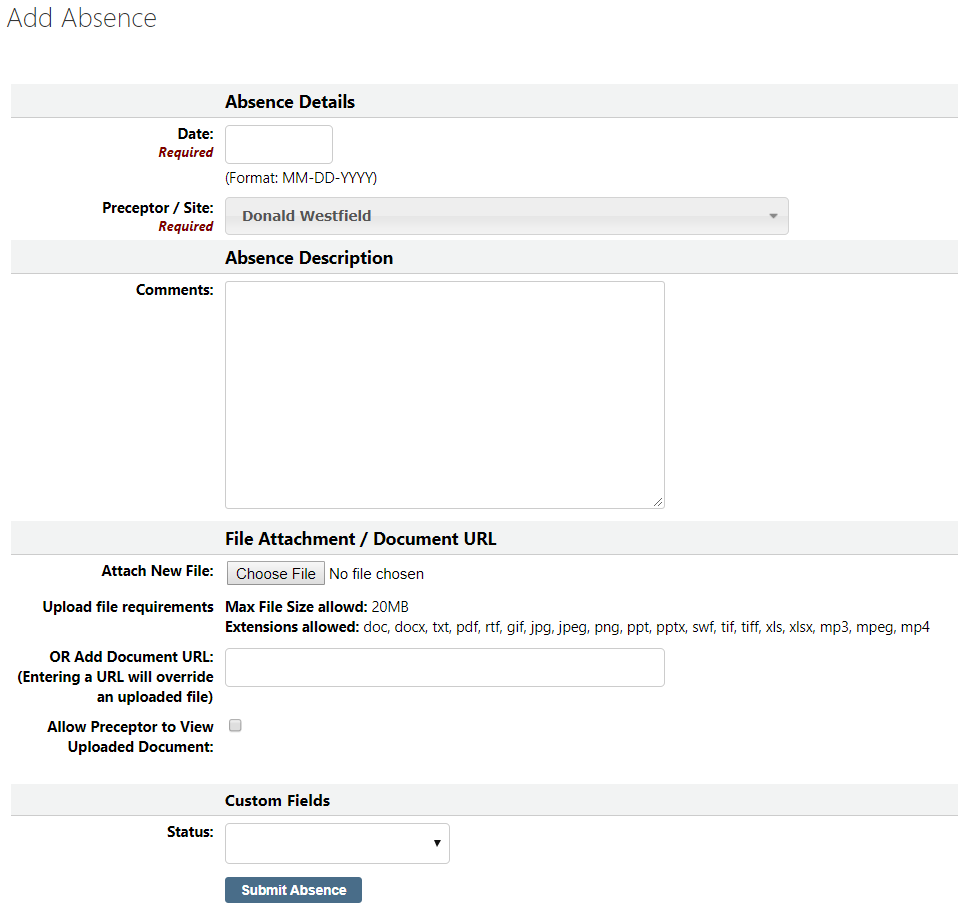 Add Absence
Absence Details
Date:
Required
(Format: MM-DD-YYYY)
Preceptor / Site:
Required
Donald Westfield
Absence Description
Comments:
File Attachment / Document URL
Attach New File:
Choose File No file chosen
Upload file requirements
Max File Size allowd: 20MB
Extensions allowed: doc, docx, txt, pdf, rtf, gif, jpg, jpeg, png, ppt, pptx, swf, tif, tiff, xls, xlsx, mp3, mpeg, mp4
OR Add Document URL:
(Entering a URL will override
an uploaded file)
Allow Preceptor to View
Uploaded Document:
Custom Fields
Status:
Submit Absence